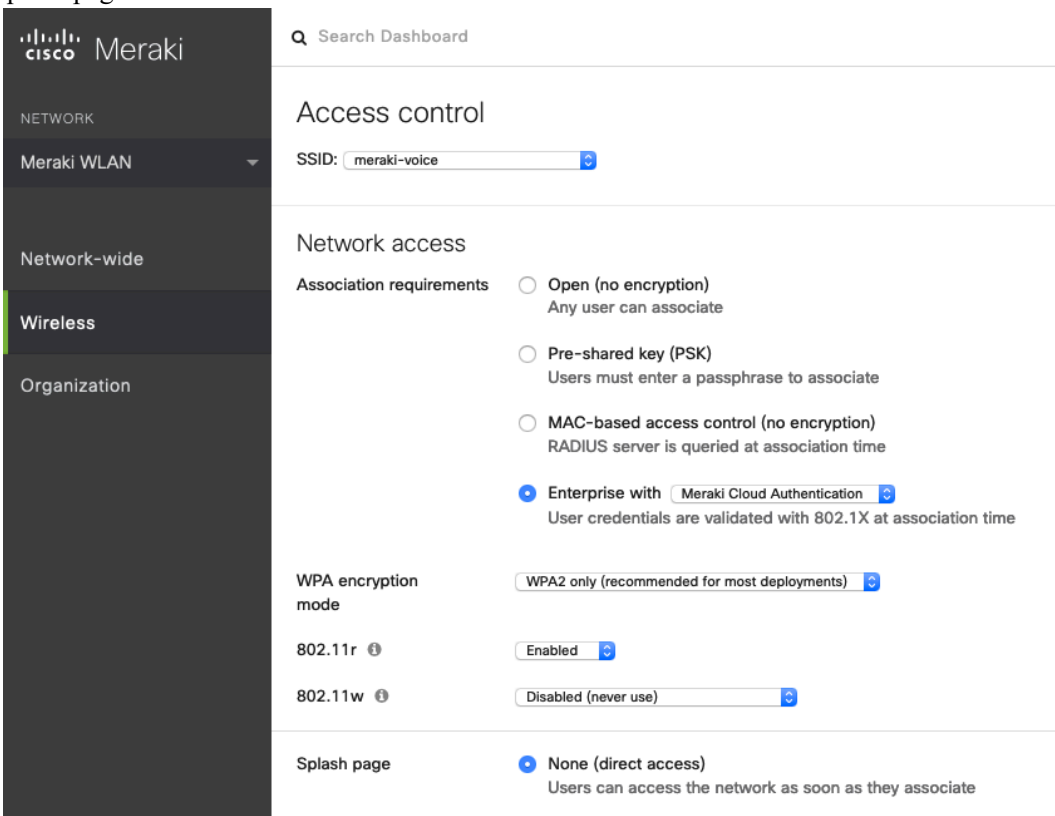 cisco Meraki
NETWORK
Meraki WLAN
Network-wide
Wireless
Organization
Search Dashboard
Access control
SSID: meraki-voice
Network access
Association requirements
Open (no encryption)
Any user can associate
Pre-shared key (PSK)
Users must enter a passphrase to associate
MAC-based access control (no encryption)
RADIUS server is queried at association time
Enterprise with Meraki Cloud Authentication
User credentials are validated with 802.1X at association time
WPA encryption
mode
WPA2 only (recommended for most deployments)
802.11r Enabled
802.11w Disabled (never use)
Splash page
None (direct access)
Users can access the network as soon as they associate